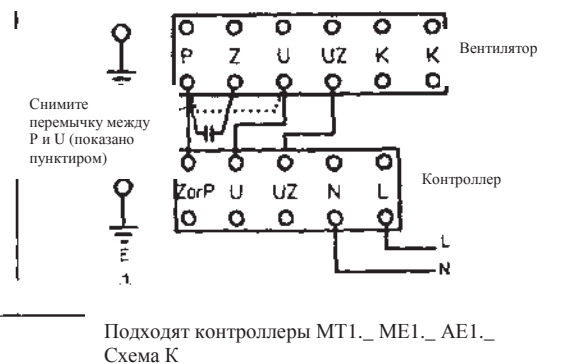 P Z U UZ K K
Вентилятор
Снимите
перемычку между
P и U (показано
пунктиром)
ZorP U UZ N L
Контроллер
E
L
N
Подходят контроллеры MT1._ ME1._ AE1._
Схема K